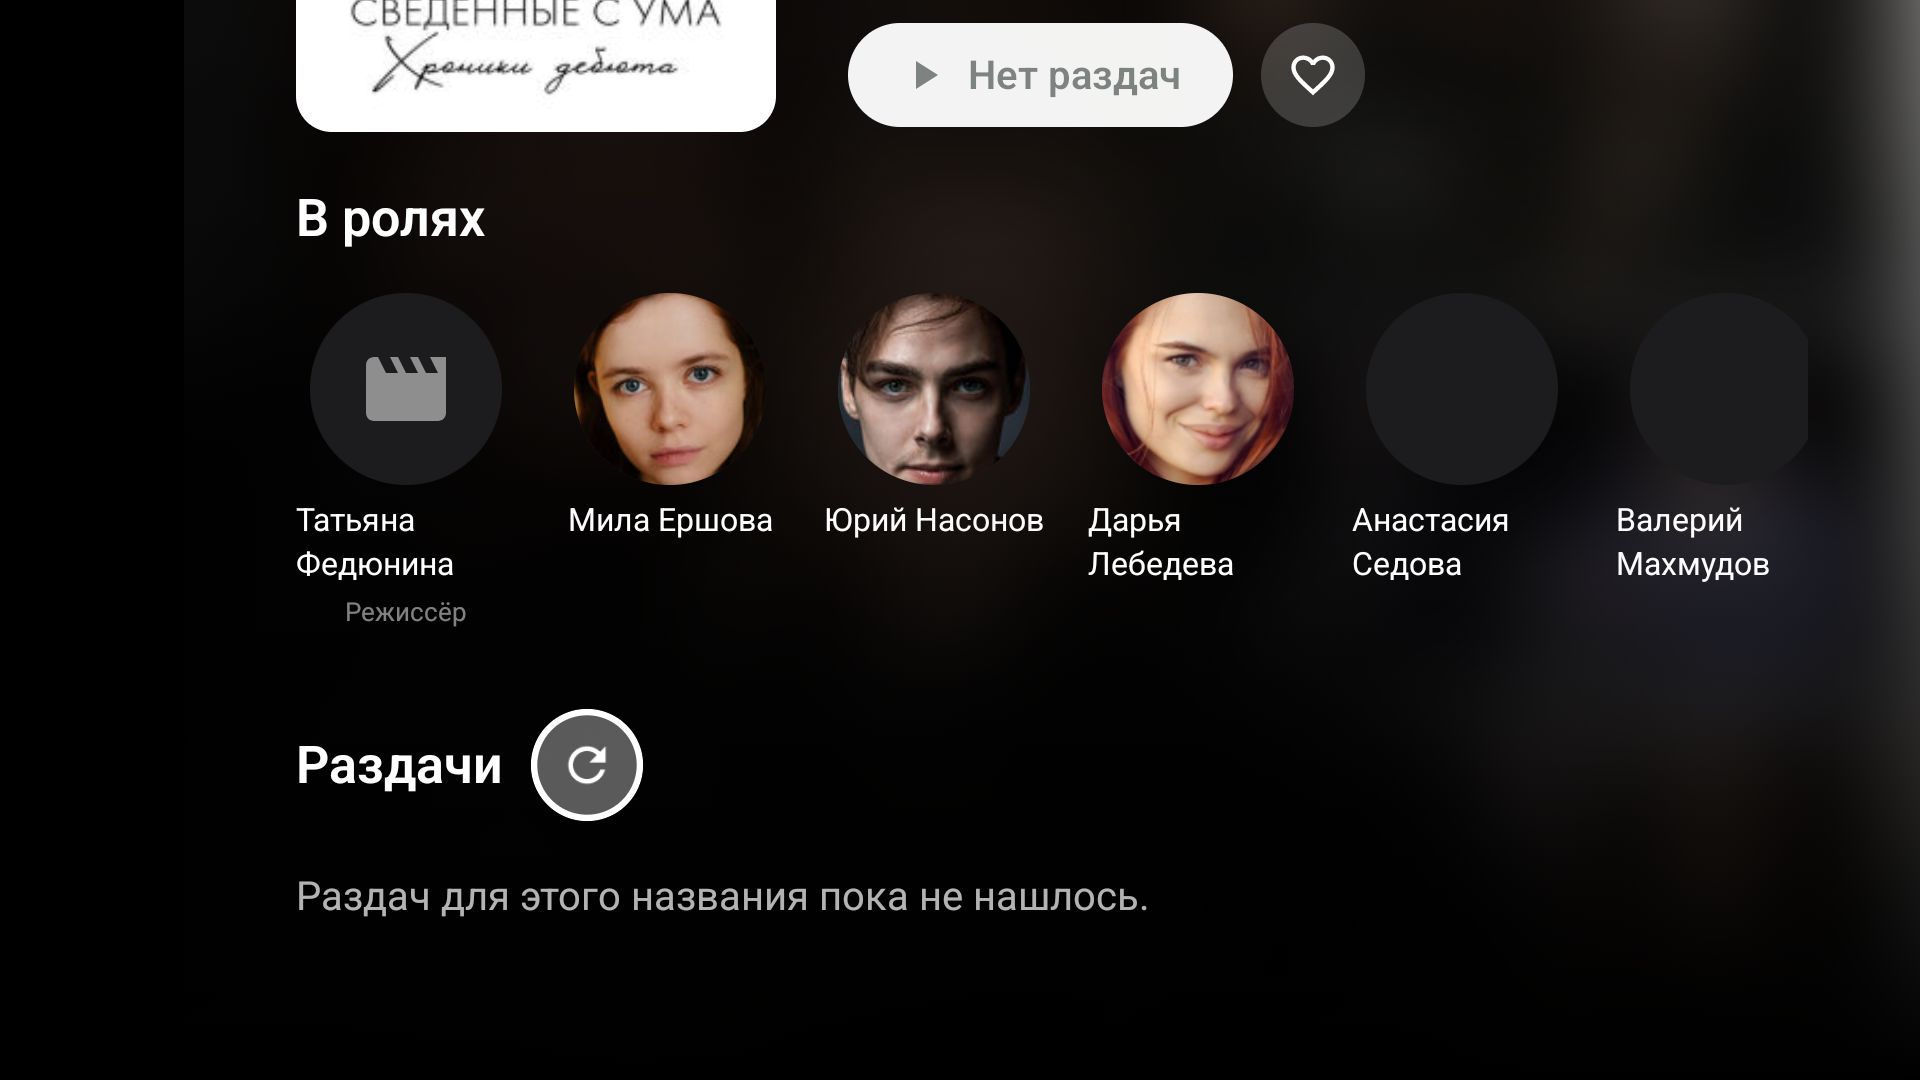 СВЕДЕННЫЕ С УМА
Хроники дебюта
Нет раздач
В ролях
Татьяна
Федюнина
Режиссёр
Мила Ершова
Юрий Насонов
Дарья
Лебедева
Анастасия
Седова
Валерий
Махмудов
Раздачи
Раздач для этого названия пока не нашлось.